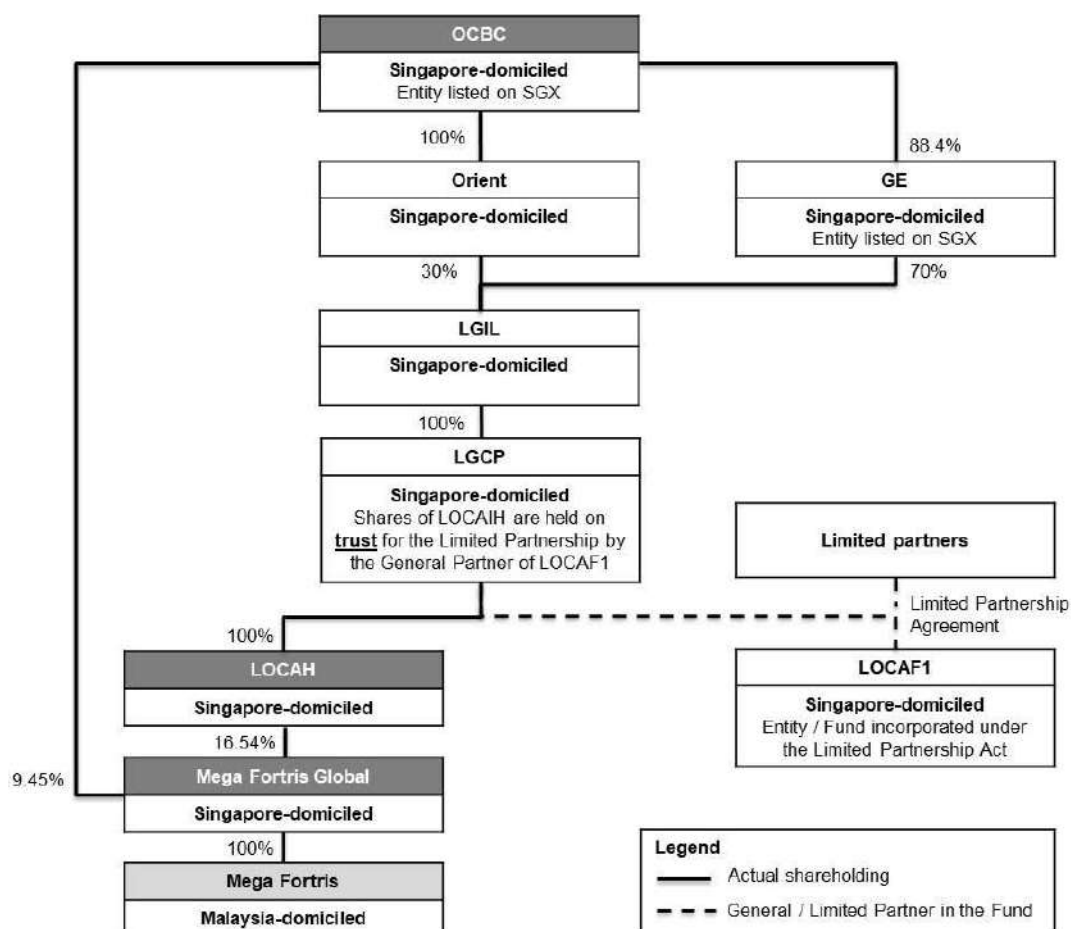 OCBC
Singapore-domiciled
Entity listed on SGX
100%
88.4%
Orient
Singapore-domiciled
GE
Singapore-domiciled
Entity listed on SGX
30%
70%
LGIL
Singapore-domiciled
100%
LGCP
Singapore-domiciled
Shares of LOCAIH are held on
trust for the Limited Partnership by
the General Partner of LOCAF1
Limited partners
Limited Partnership
Agreement
100%
LOCAH
Singapore-domiciled
LOCAF1
Singapore-domiciled
Entity / Fund incorporated under
the Limited Partnership Act
16.54%
9.45%
Mega Fortris Global
Singapore-domiciled
100%
Mega Fortris
Malaysia-domiciled
Legend
Actual shareholding
General / Limited Partner in the Fund